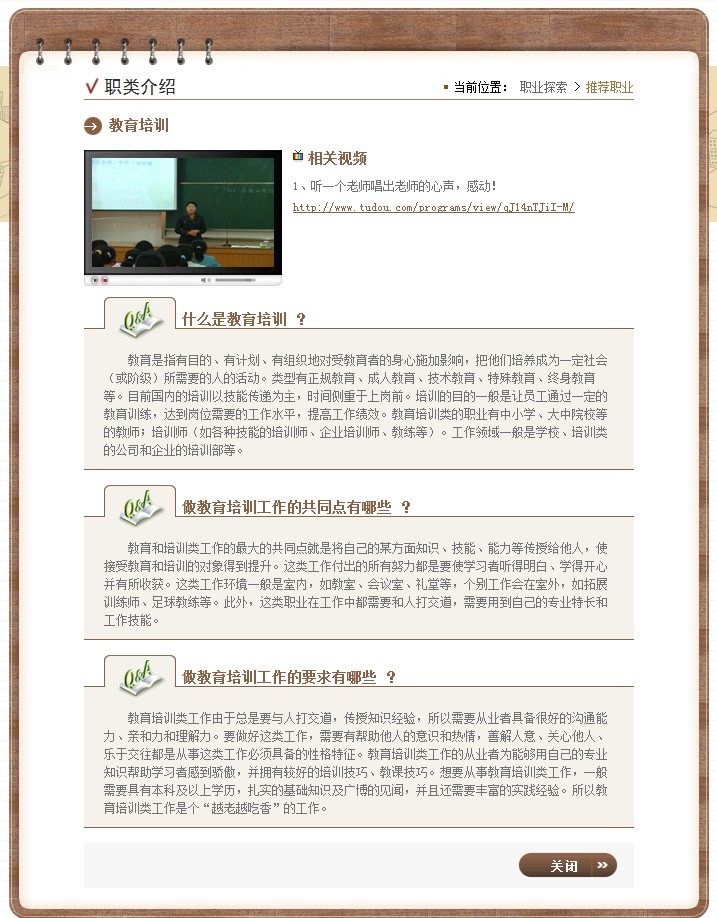 职类介绍
当前位置： 职业探索 > 推荐职业
教育培训
相关视频
1、听一个老师唱出老师的心声，感动！
http://www.tudou.com/programs/view/qJ14nTJiI-M/
Q&A 什么是教育培训 ？
教育是指有目的、有计划、有组织地对受教育者的身心施加影响，把他们培养成为一定社会
（或阶级）所需要的人的活动。类型有正规教育、成人教育、技术教育、特殊教育、终身教育
等。目前国内的培训以技能传递为主，时间侧重于上岗前。培训的目的一般是让员工通过一定的
教育训练，达到岗位需要的工作水平，提高工作绩效。教育培训类的职业有中小学、大中院校等
的教师；培训师（如各种技能的培训师、企业培训师、教练等）。工作领域一般是学校、培训类
的公司和企业的培训部等。
Q&A 做教育培训工作的共同点有哪些 ？
教育和培训类工作的最大的共同点就是将自己的某方面知识、技能、能力等传授给他人，使
接受教育和培训的对象得到提升。这类工作付出的所有努力都是要使学习者听得明白、学得开心
并有所收获。这类工作环境一般是室内，如教室、会议室、礼堂等，个别工作会在室外，如拓展
训练师、足球教练等。此外，这类职业在工作中都需要和人打交道，需要用到自己的专业特长和
工作技能。
Q&A 做教育培训工作的要求有哪些 ？
教育培训类工作由于总是要与人打交道，传授知识经验，所以需要从业者具备很好的沟通能
力、亲和力和理解力。要做好这类工作，需要有帮助他人的意识和热情，善解人意、关心他人、
乐于交往都是从事这类工作必须具备的性格特征。教育培训类工作的从业者为能够用自己的专业
知识帮助学习者感到骄傲，并拥有较好的培训技巧、教课技巧。想要从事教育培训类工作，一般
需要具有本科及以上学历，扎实的基础知识及广博的见闻，并且还需要丰富的实践经验。所以教
育培训类工作是个“越老越吃香”的工作。
关闭 »